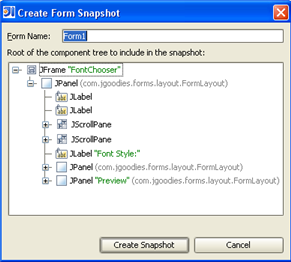 Create Form Snapshot
Form Name: Form1
Root of the component tree to include in the snapshot:
JFrame "FontChooser"
JPanel (com.jgoodies.forms.layout.FormLayout)
JLabel
JLabel
JScrollPane
JScrollPane
JLabel "Font Style:"
JPanel (com.jgoodies.forms.layout.FormLayout)
JPanel "Preview" (com.jgoodies.forms.layout.FormLayout)
Create Snapshot Cancel